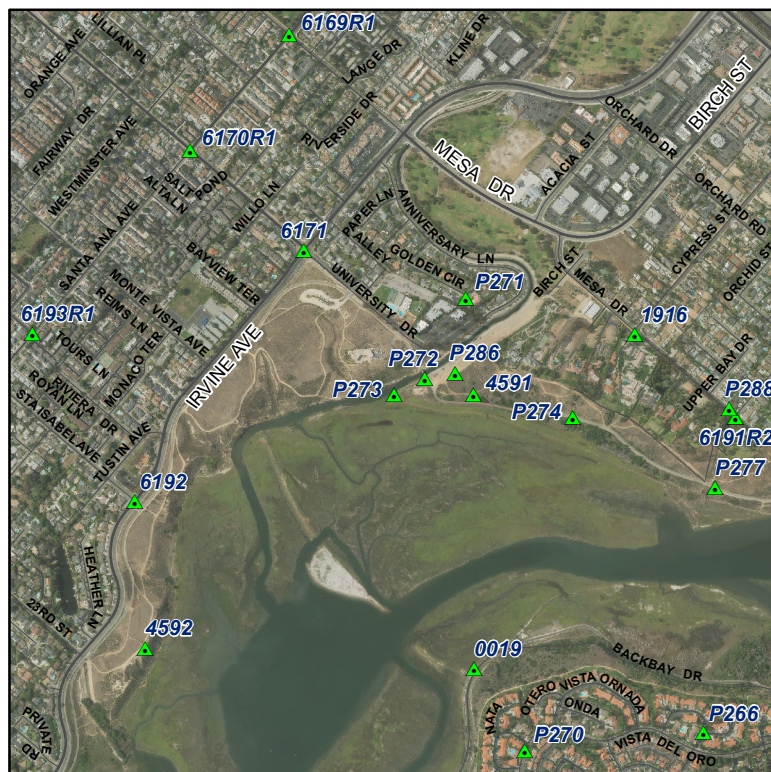 6169R1
LILLIAN PL
ORANGE AVE
LANGE DR
KLINE DR
BIRCH ST
ORCHARD DR
FAIRWAY DR
WESTMINSTER AVE
6170R1
RIVERSIDE DR
MESA DR
ACACIA ST
ORCHARD RD
SALT POND
ALTA LN
WILLO LN
PAPER LN
ANNIVERSARY LN
CYPRESS ST
SANTA ANA AVE
6171
ALLEY
GOLDEN CIR
BIRCH ST
ORCHID ST
BAYVIEW TER
MONTE VISTA AVE
REIMS LN
UNIVERSITY DR
P271
MESA DR
6193R1
TOURS LN
MONACO TER
IRVINE AVE
1916
P272
P286
UPPER BAY DR
RIVIERA DR
ROYAN LN
STA ISABEL AVE
P273
4591
P274
P288
6191R2
TUSTIN AVE
P277
6192
HEATHER LN
23RD ST
4592
0019
BACKBAY DR
OTERO
VISTA ORNADA
ONDA
NATA
P266
P270
VISTA DEL ORO
PRIVATE RD